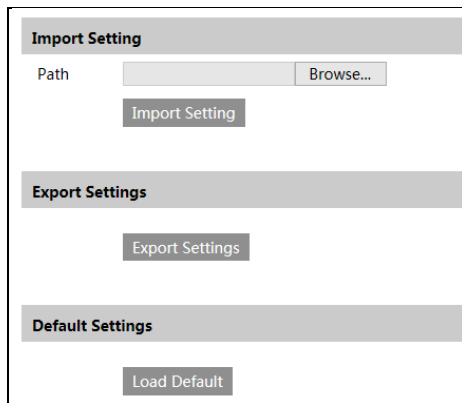 Import Setting
Path Browse...
Import Setting
Export Settings
Export Settings
Default Settings
Load Default